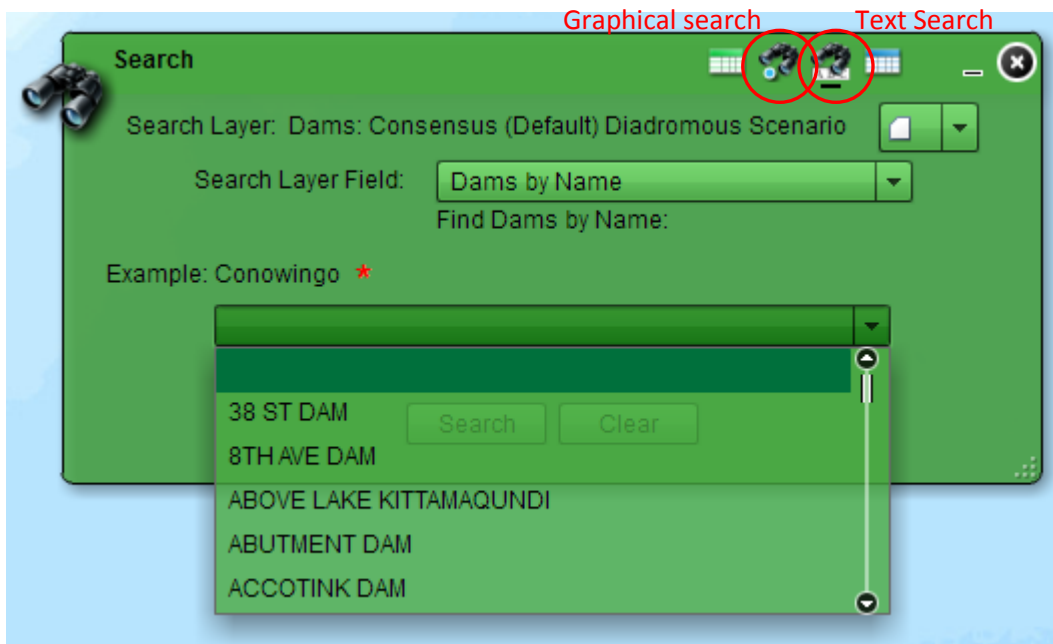 Graphical search Text Search
Search
Search Layer: Dams: Consensus (Default) Diadromous Scenario
Search Layer Field: Dams by Name
Find Dams by Name:
Example: Conowingo *
38 ST DAM
Search Clear
8TH AVE DAM
ABOVE LAKE KITTAMAQUNDI
ABUTMENT DAM
ACCOTINK DAM